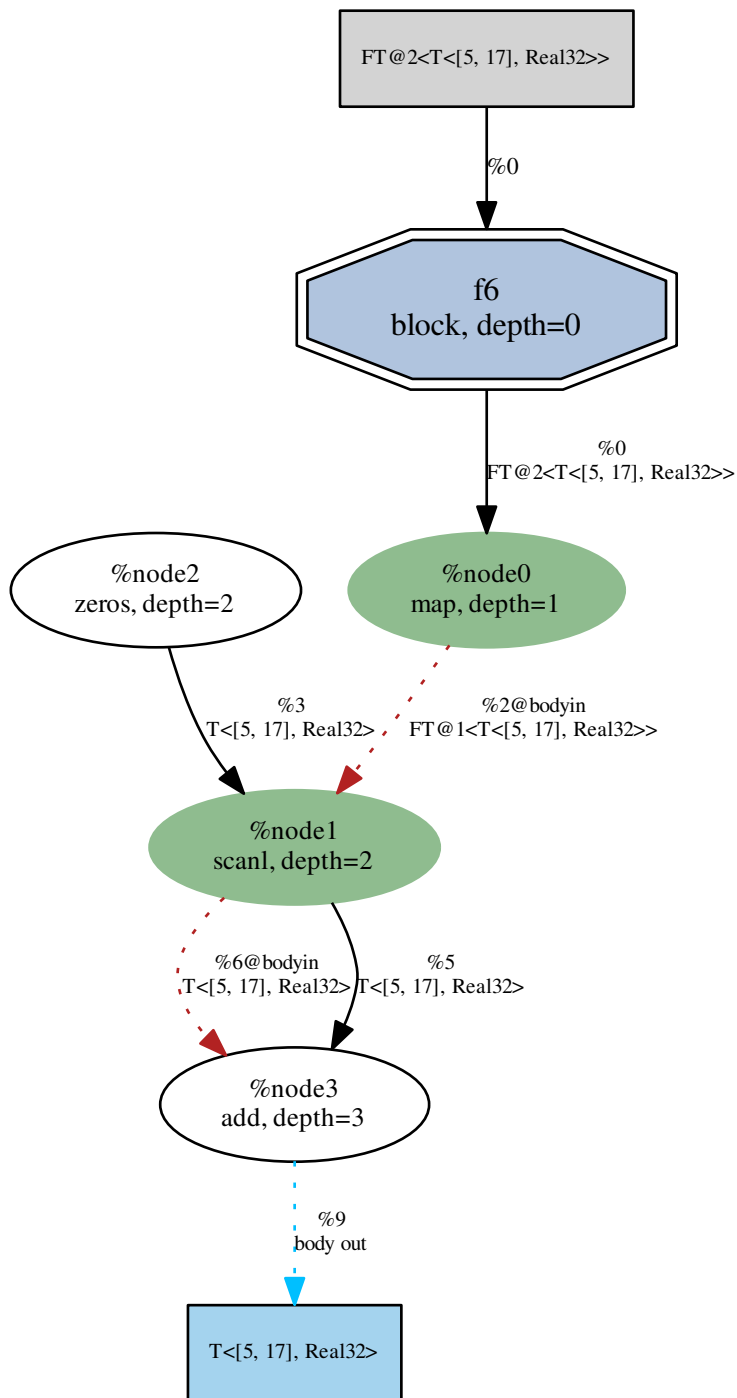 FT@2<T<[5, 17], Real32>>
%0
f6
block, depth=0
%0
FT@2<T<[5, 17], Real32>>
%node2
zeros, depth=2
%node0
map, depth=1
%3
T<[5, 17], Real32>
%2@bodyin
FT@1<T<[5, 17], Real32>>
%node1
scanl, depth=2
%6@bodyin
T<[5, 17], Real32>
%5
T<[5, 17], Real32>
%node3
add, depth=3
%9
body out
T<[5, 17], Real32>